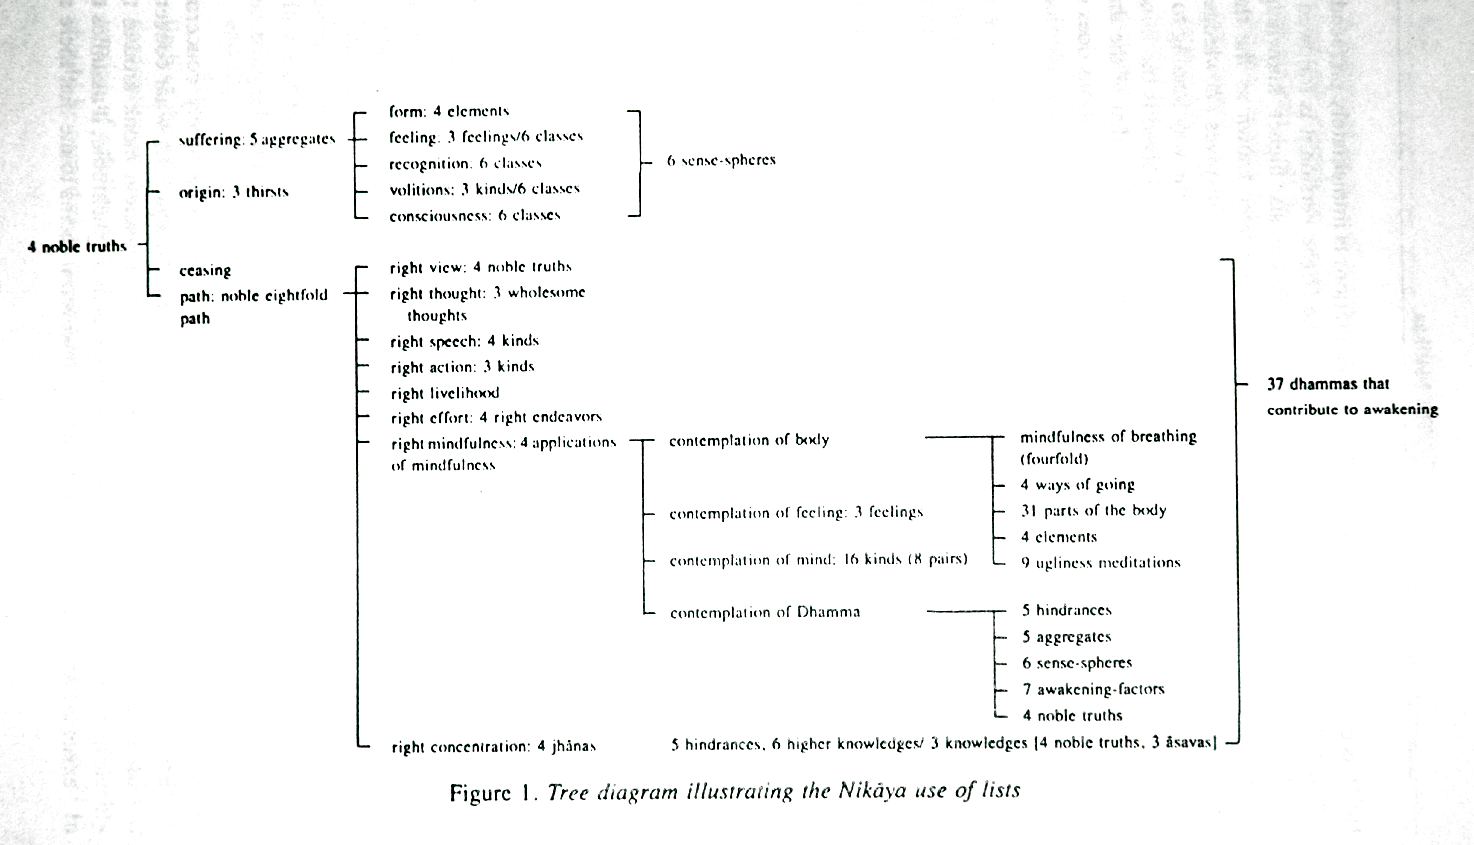 form: 4 elements
suffering: 5 aggregates
feeling: 3 feelings/6 classes
recognition: 6 classes
6 sense-spheres
origin: 3 thirsts
volitions: 3 kinds/6 classes
consciousness: 6 classes
4 noble truths
ceasing
path: noble eightfold
path
right view: 4 noble truths
right thought: 3 wholesome
thoughts
right speech: 4 kinds
right action: 3 kinds
right livelihood
right effort: 4 right endeavors
right mindfulness: 4 applications
of mindfulness
contemplation of body
mindfulness of breathing
(fourfold)
4 ways of going
31 parts of the body
4 elements
9 ugliness meditations
contemplation of feeling: 3 feelings
contemplation of mind: 16 kinds (8 pairs)
contemplation of Dhamma
5 hindrances
5 aggregates
6 sense-spheres
7 awakening-factors
4 noble truths
right concentration: 4 jhānas
5 hindrances, 6 higher knowledges/ 3 knowledges [4 noble truths, 3 āsavas]
37 dhammas that
contribute to awakening
Figure 1. Tree diagram illustrating the Nikāya use of lists